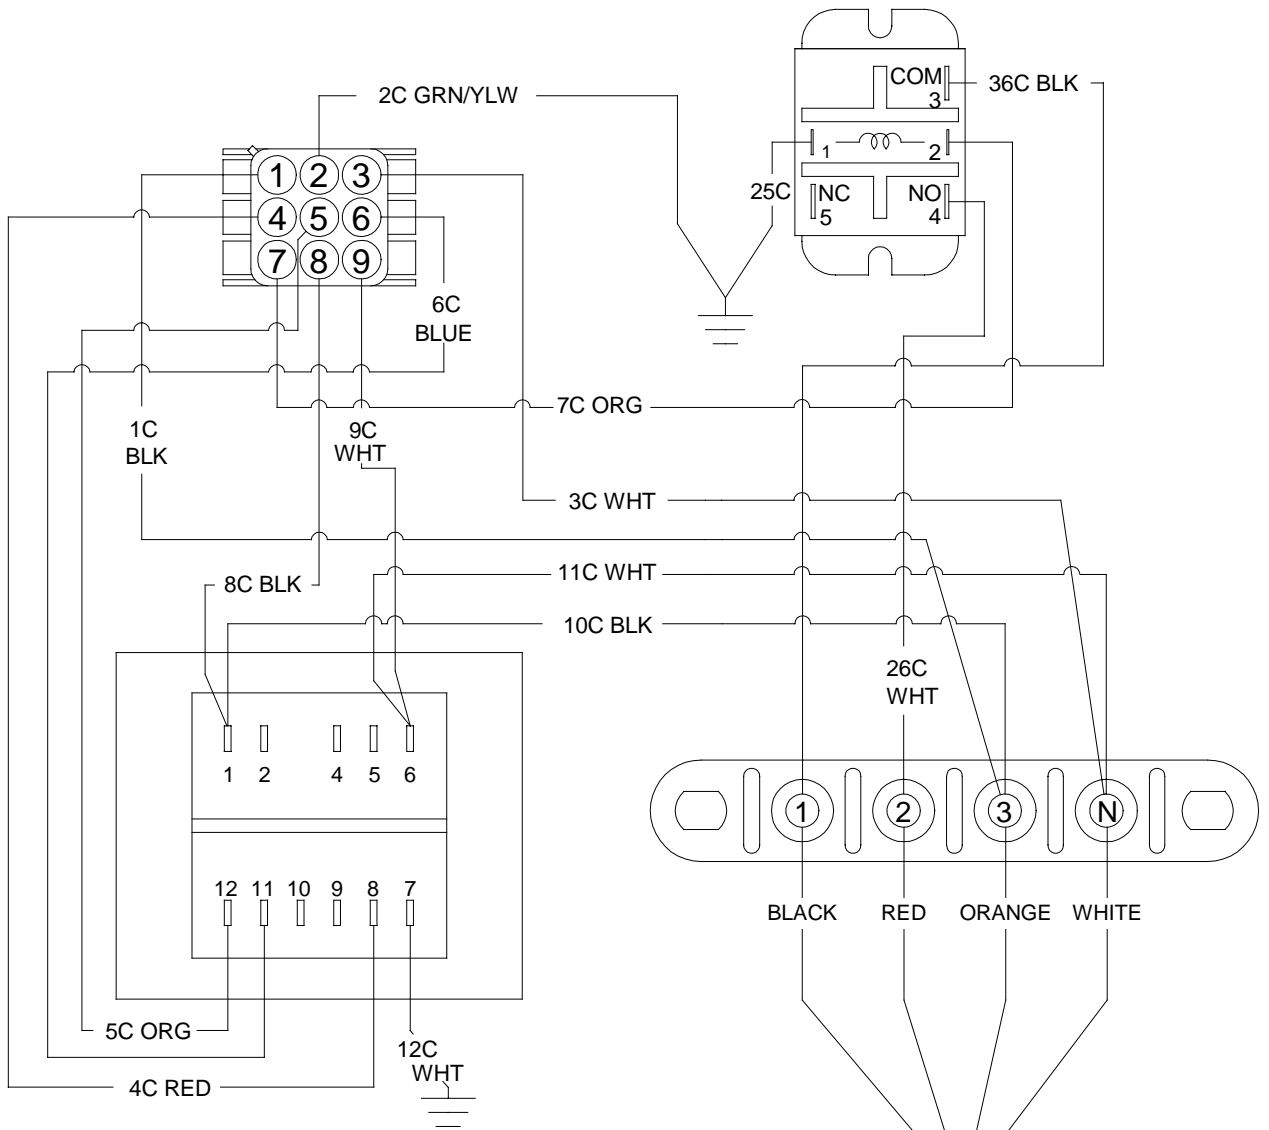 COM
3
36C BLK
2C GRN/YLW
1
2
25C
NC
5
NO
4
1 2 3
4 5 6
7 8 9
6C
BLUE
7C ORG
1C
BLK
9C
WHT
3C WHT
8C BLK
11C WHT
10C BLK
26C
WHT
1 2 4 5 6
12 11 10 9 8 7
1 2 3 N
BLACK RED ORANGE WHITE
5C ORG
12C
WHT
4C RED